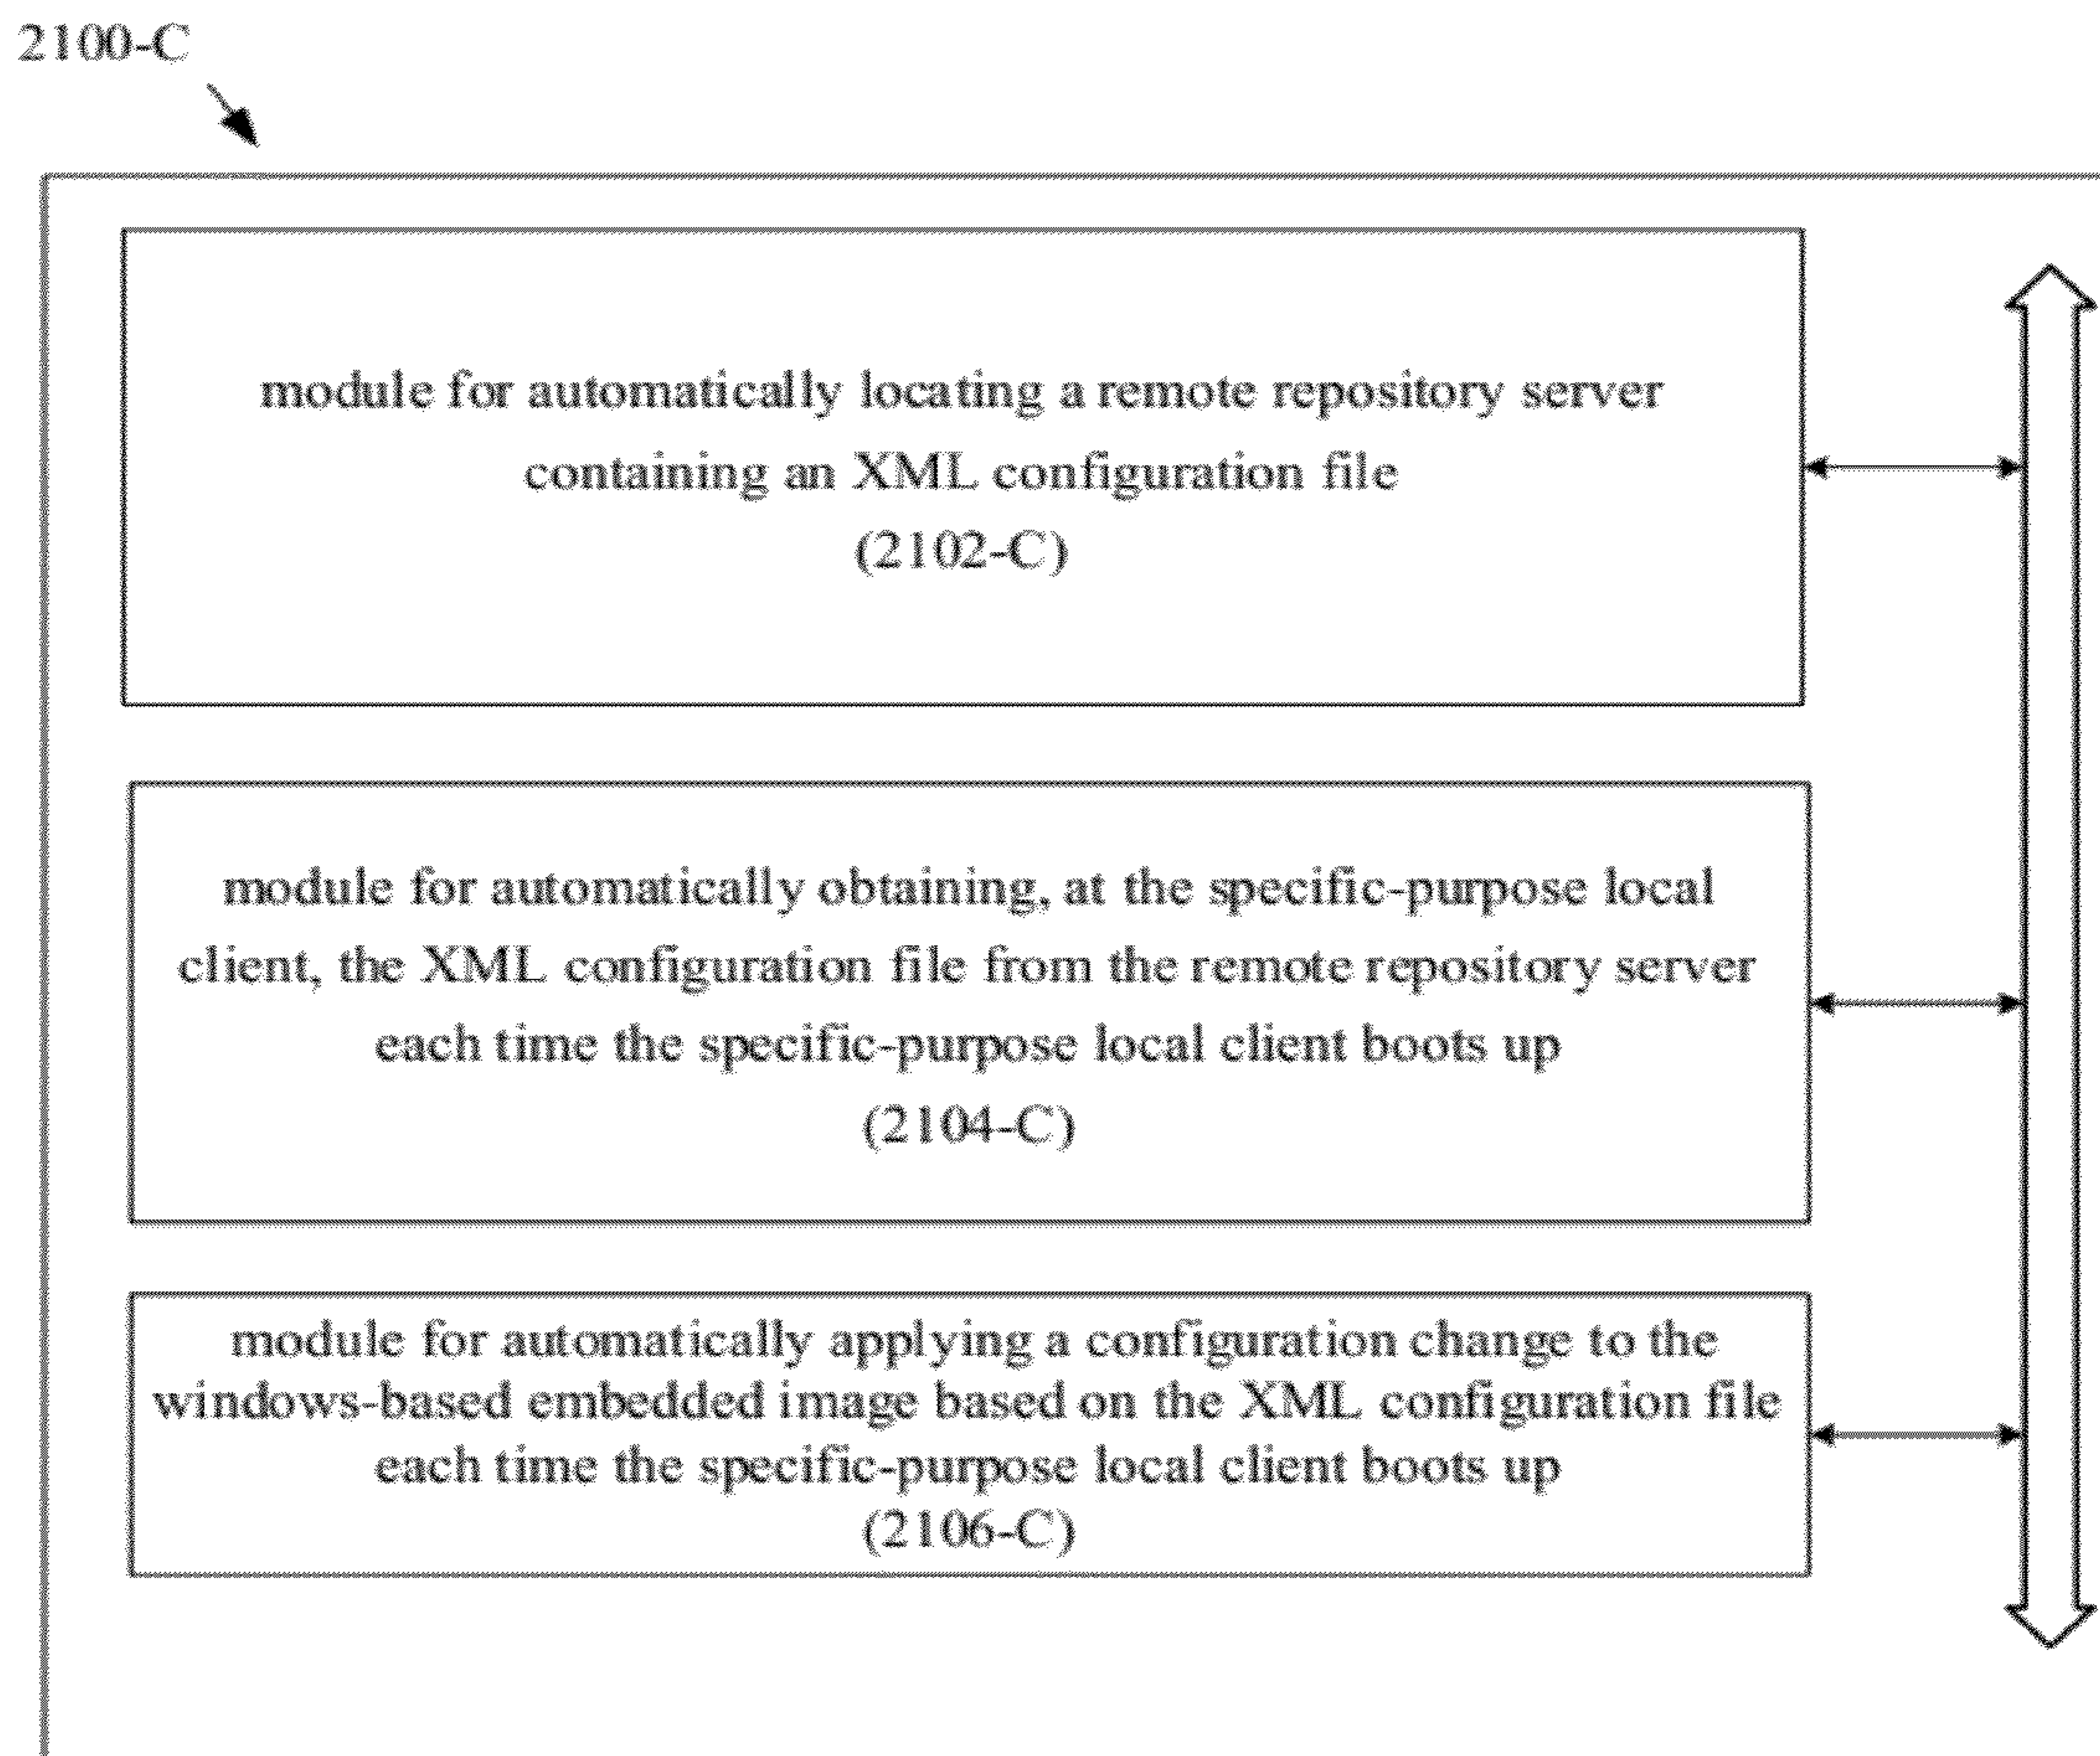 2100-C
module for automatically locating a remote repository server
containing an XML configuration file
(2102-C)
module for automatically obtaining, at the specific-purpose local
client, the XML configuration file from the remote repository server
each time the specific-purpose local client boots up
(2104-C)
module for automatically applying a configuration change to the
windows-based embedded image based on the XML configuration file
each time the specific-purpose local client boots up
(2106-C)